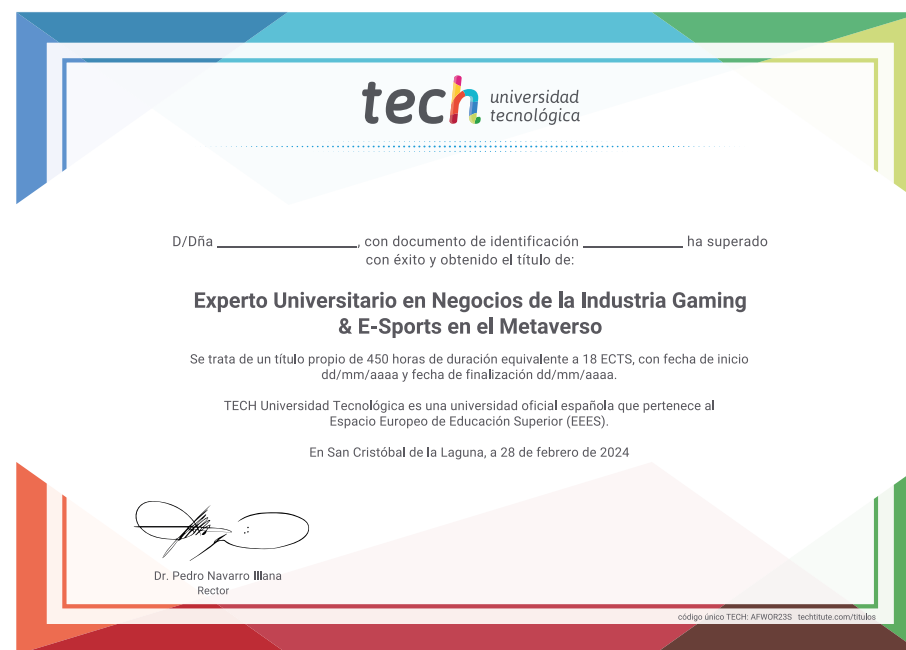 tech universidad
tecnológica
D/Dña ________________, con documento de identificación ____________ ha superado
con éxito y obtenido el título de:
Experto Universitario en Negocios de la Industria Gaming
& E-Sports en el Metaverso
Se trata de un título propio de 450 horas de duración equivalente a 18 ECTS, con fecha de inicio
dd/mm/aaaa y fecha de finalización dd/mm/aaaa.
TECH Universidad Tecnológica es una universidad oficial española que pertenece al
Espacio Europeo de Educación Superior (EEES).
En San Cristóbal de la Laguna, a 28 de febrero de 2024
Dr. Pedro Navarro Illana
Rector
código único TECH: AFWOR23S techtitute.com/titulos